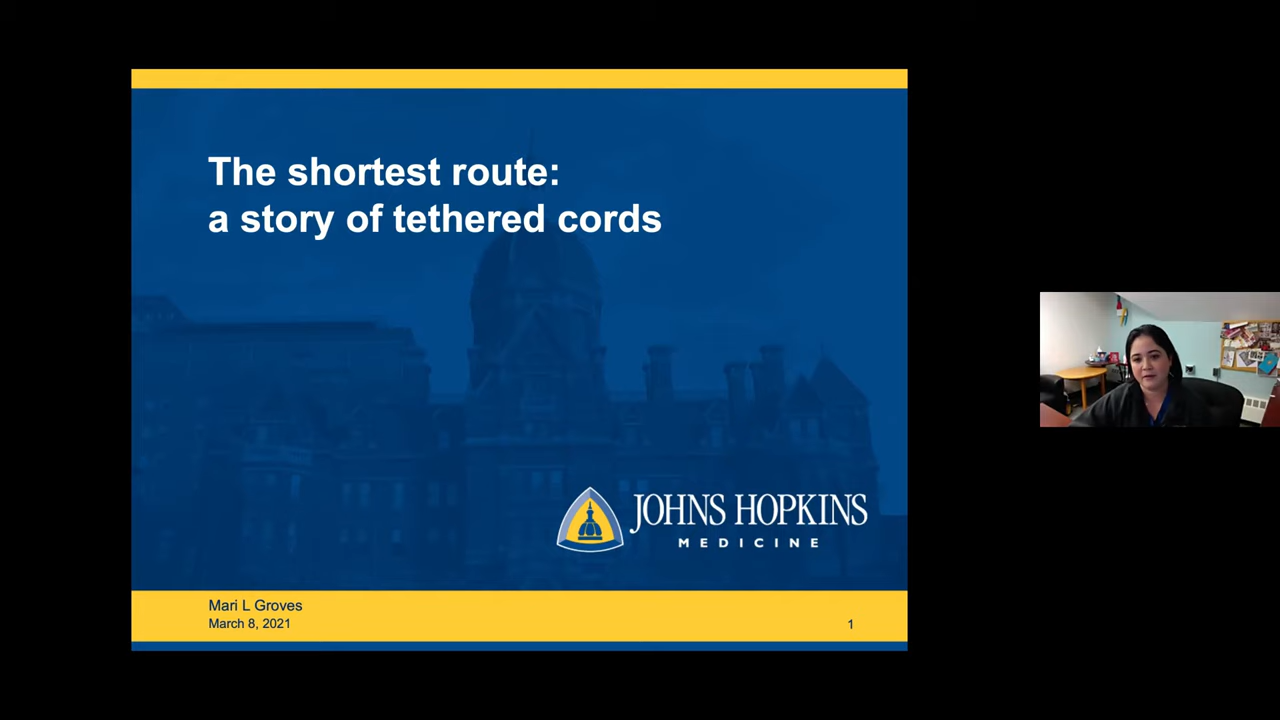 The shortest route:
a story of tethered cords
JOHNS HOPKINS
MEDICINE
Mari L Groves
March 8, 2021
1